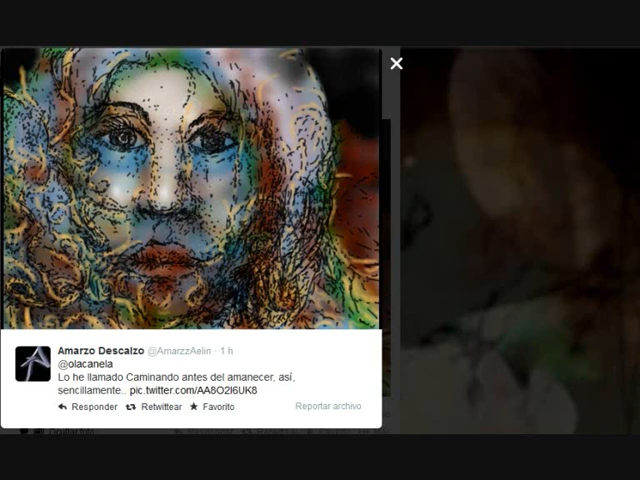 Amarzo Descalzo @AmarzzAelin · 1 h
@olacanela
Lo he llamado Caminando antes del amanecer, así,
sencillamente.. pic.twitter.com/AA8O2I6UK8
Responder Retwittear Favorito Reportar archivo